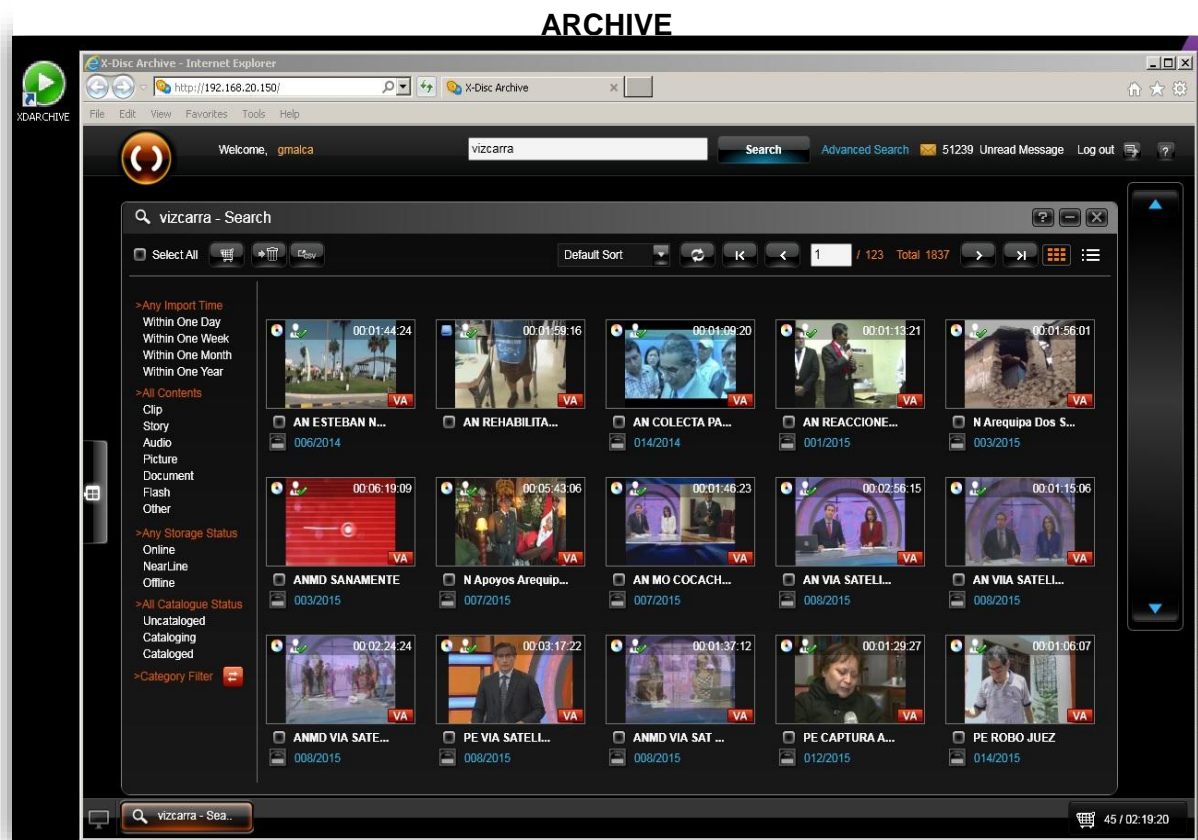 ARCHIVE
X-Disc Archive - Internet Explorer
http://192.168.20.150/
X-Disc Archive
XDARCHIVE
File Edit View Favorites Tools Help
Welcome, gmalca
vizcarra
Search
Advanced Search
51239 Unread Message
Log out
?
vizcarra - Search
?
Select All
CSV
Default Sort
1 / 123 Total 1837
>Any Import Time
Within One Day
Within One Week
Within One Month
Within One Year
>All Contents
Clip
Story
Audio
Picture
Document
Flash
Other
>Any Storage Status
Online
NearLine
Offline
>All Catalogue Status
Uncataloged
Cataloging
Cataloged
>Category Filter
00:01:44:24
00:01:59:16
00:01:09:20
00:01:13:21
00:01:56:01
VA VA VA VA VA
AN ESTEBAN N...
AN REHABILITA...
AN COLECTA PA...
AN REACCIONE...
N Arequipa Dos S...
006/2014
014/2014
001/2015
003/2015
00:06:19:09
00:05:43:06
00:01:46:23
00:02:56:15
00:01:15:06
VA VA VA VA VA
ANMD SANAMENTE
N Apoyos Arequip...
AN MO COCACH...
AN VIA SATELI...
AN VIIA SATELI...
003/2015
007/2015
007/2015
008/2015
008/2015
00:02:24:24
00:03:17:22
00:01:37:12
00:01:29:27
00:01:06:07
VA VA VA VA VA
ANMD VIA SATE...
PE VIA SATELI...
ANMD VIA SAT ...
PE CAPTURA A...
PE ROBO JUEZ
008/2015
008/2015
008/2015
012/2015
014/2015
vizcarra - Sea..
45 / 02:19:20